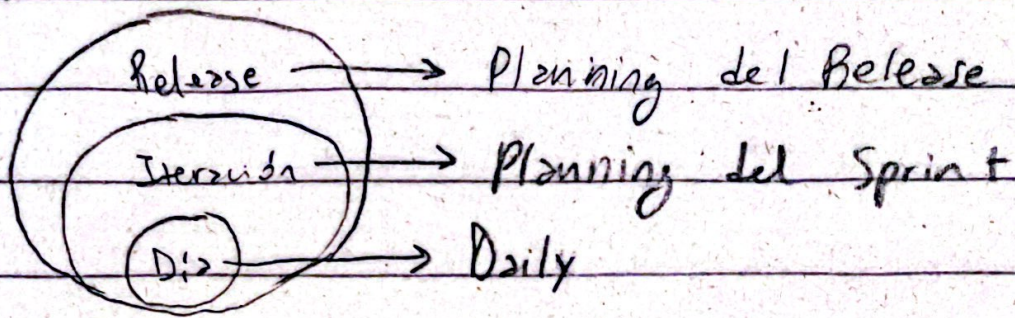 Release → Planning del Release
Iteración → Planning del Sprint
Día → Daily